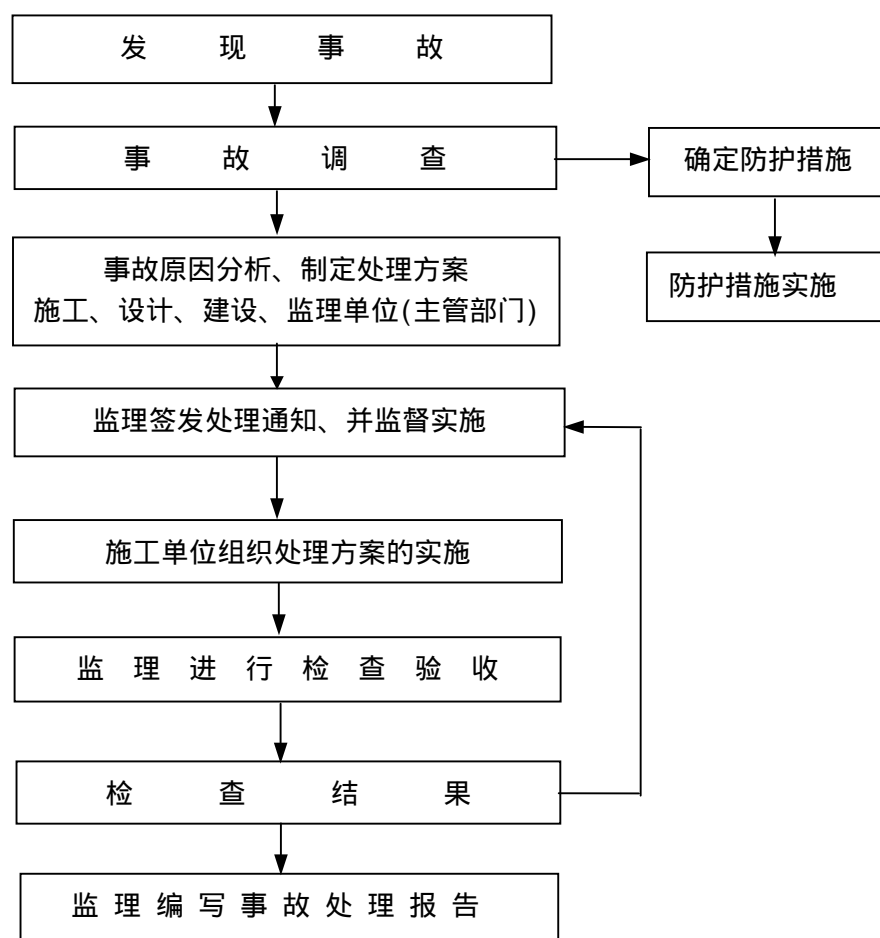 发现事故
事故调查
确定防护措施
事故原因分析、制定处理方案
施工、设计、建设、监理单位(主管部门)
防护措施实施
监理签发处理通知、并监督实施
施工单位组织处理方案的实施
监理进行检查验收
检查结果
监理编写事故处理报告